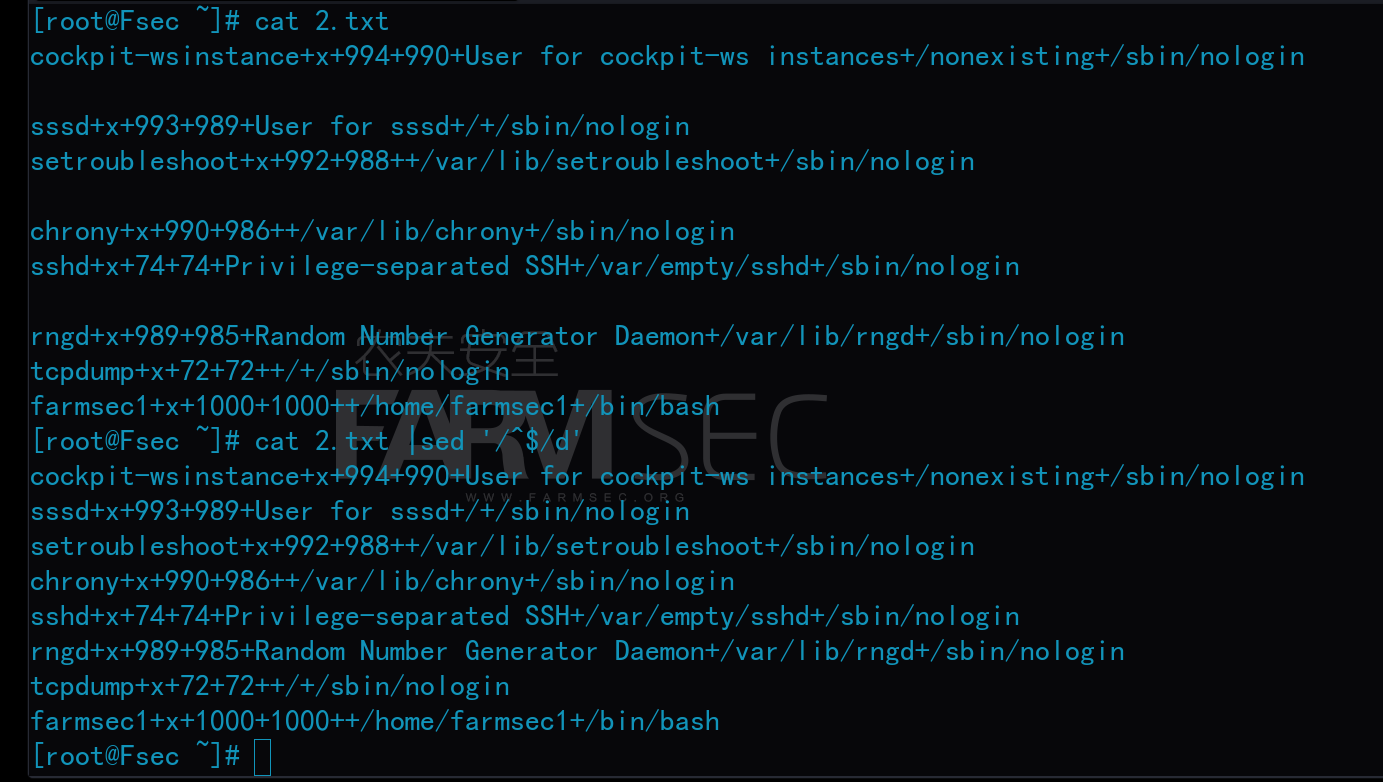 [root@Fsec ~]# cat 2.txt
cockpit-wsinstance+x+994+990+User for cockpit-ws instances+/nonexisting+/sbin/nologin

sssd+x+993+989+User for sssd+/+/sbin/nologin
setroubleshoot+x+992+988++/var/lib/setroubleshoot+/sbin/nologin

chrony+x+990+986++/var/lib/chrony+/sbin/nologin
sshd+x+74+74+Privilege-separated SSH+/var/empty/sshd+/sbin/nologin

rngd+x+989+985+Random Number Generator Daemon+/var/lib/rngd+/sbin/nologin
农夫安全
tcpdump+x+72+72++/+/sbin/nologin
farmsec1+x+1000+1000++/home/farmsec1+/bin/bash
FARMSEC
[root@Fsec ~]# cat 2.txt |sed '/^$/d'
cockpit-wsinstance+x+994+990+User for cockpit-ws instances+/nonexisting+/sbin/nologin
WWW.FARMSEC.ORG
sssd+x+993+989+User for sssd+/+/sbin/nologin
setroubleshoot+x+992+988++/var/lib/setroubleshoot+/sbin/nologin
chrony+x+990+986++/var/lib/chrony+/sbin/nologin
sshd+x+74+74+Privilege-separated SSH+/var/empty/sshd+/sbin/nologin
rngd+x+989+985+Random Number Generator Daemon+/var/lib/rngd+/sbin/nologin
tcpdump+x+72+72++/+/sbin/nologin
farmsec1+x+1000+1000++/home/farmsec1+/bin/bash
[root@Fsec ~]#